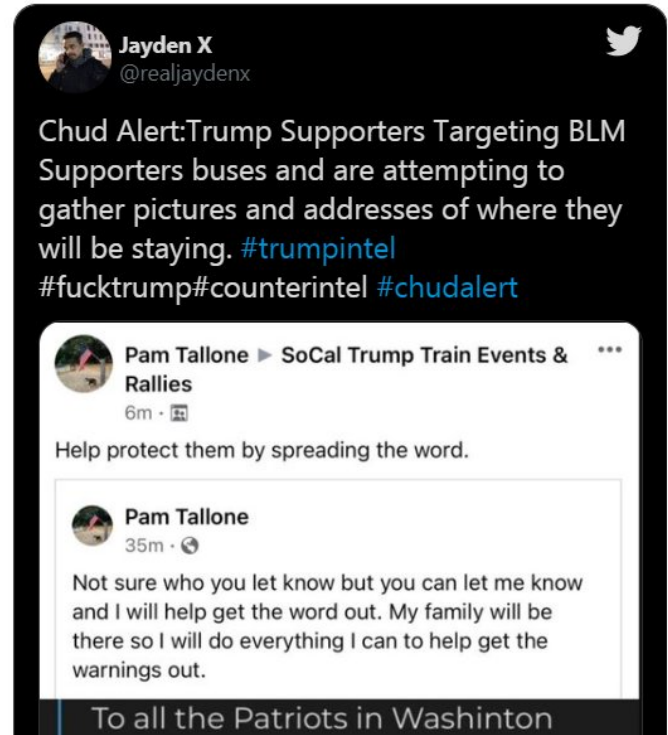 Jayden X
@realjaydenx
Chud Alert:Trump Supporters Targeting BLM
Supporters buses and are attempting to
gather pictures and addresses of where they
will be staying. #trumpintel
#fucktrump#counterintel #chudalert
Pam Tallone ▸ SoCal Trump Train Events &
Rallies
6m ·
Help protect them by spreading the word.
Pam Tallone
35m ·
Not sure who you let know but you can let me know
and I will help get the word out. My family will be
there so I will do everything I can to help get the
warnings out.
To all the Patriots in Washinton